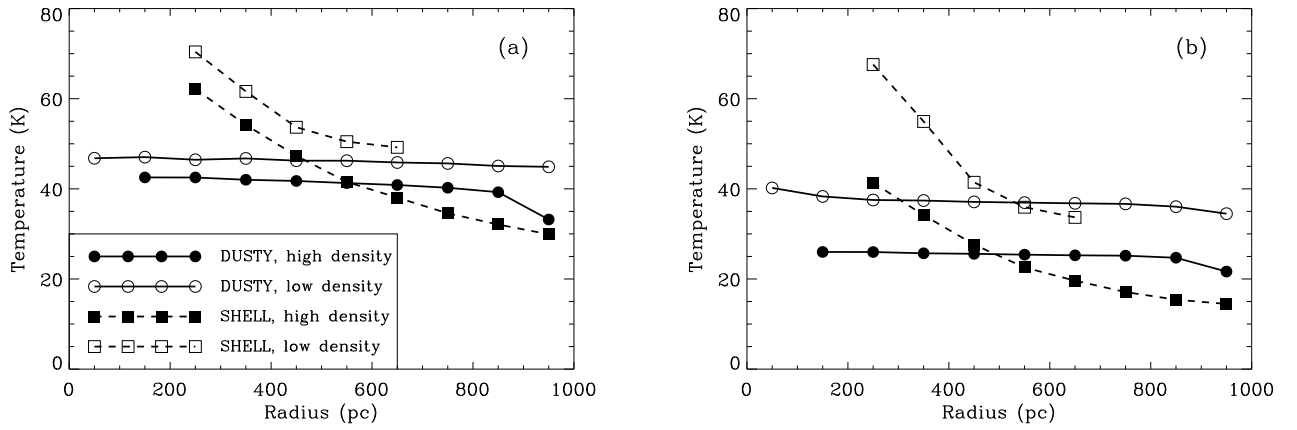 80
(a)
60
40
20
0
Temperature (K)
DUSTY, high density
DUSTY, low density
SHELL, high density
SHELL, low density
0 200 400 600 800 1000
Radius (pc)
80
(b)
60
40
20
0
Temperature (K)
0 200 400 600 800 1000
Radius (pc)